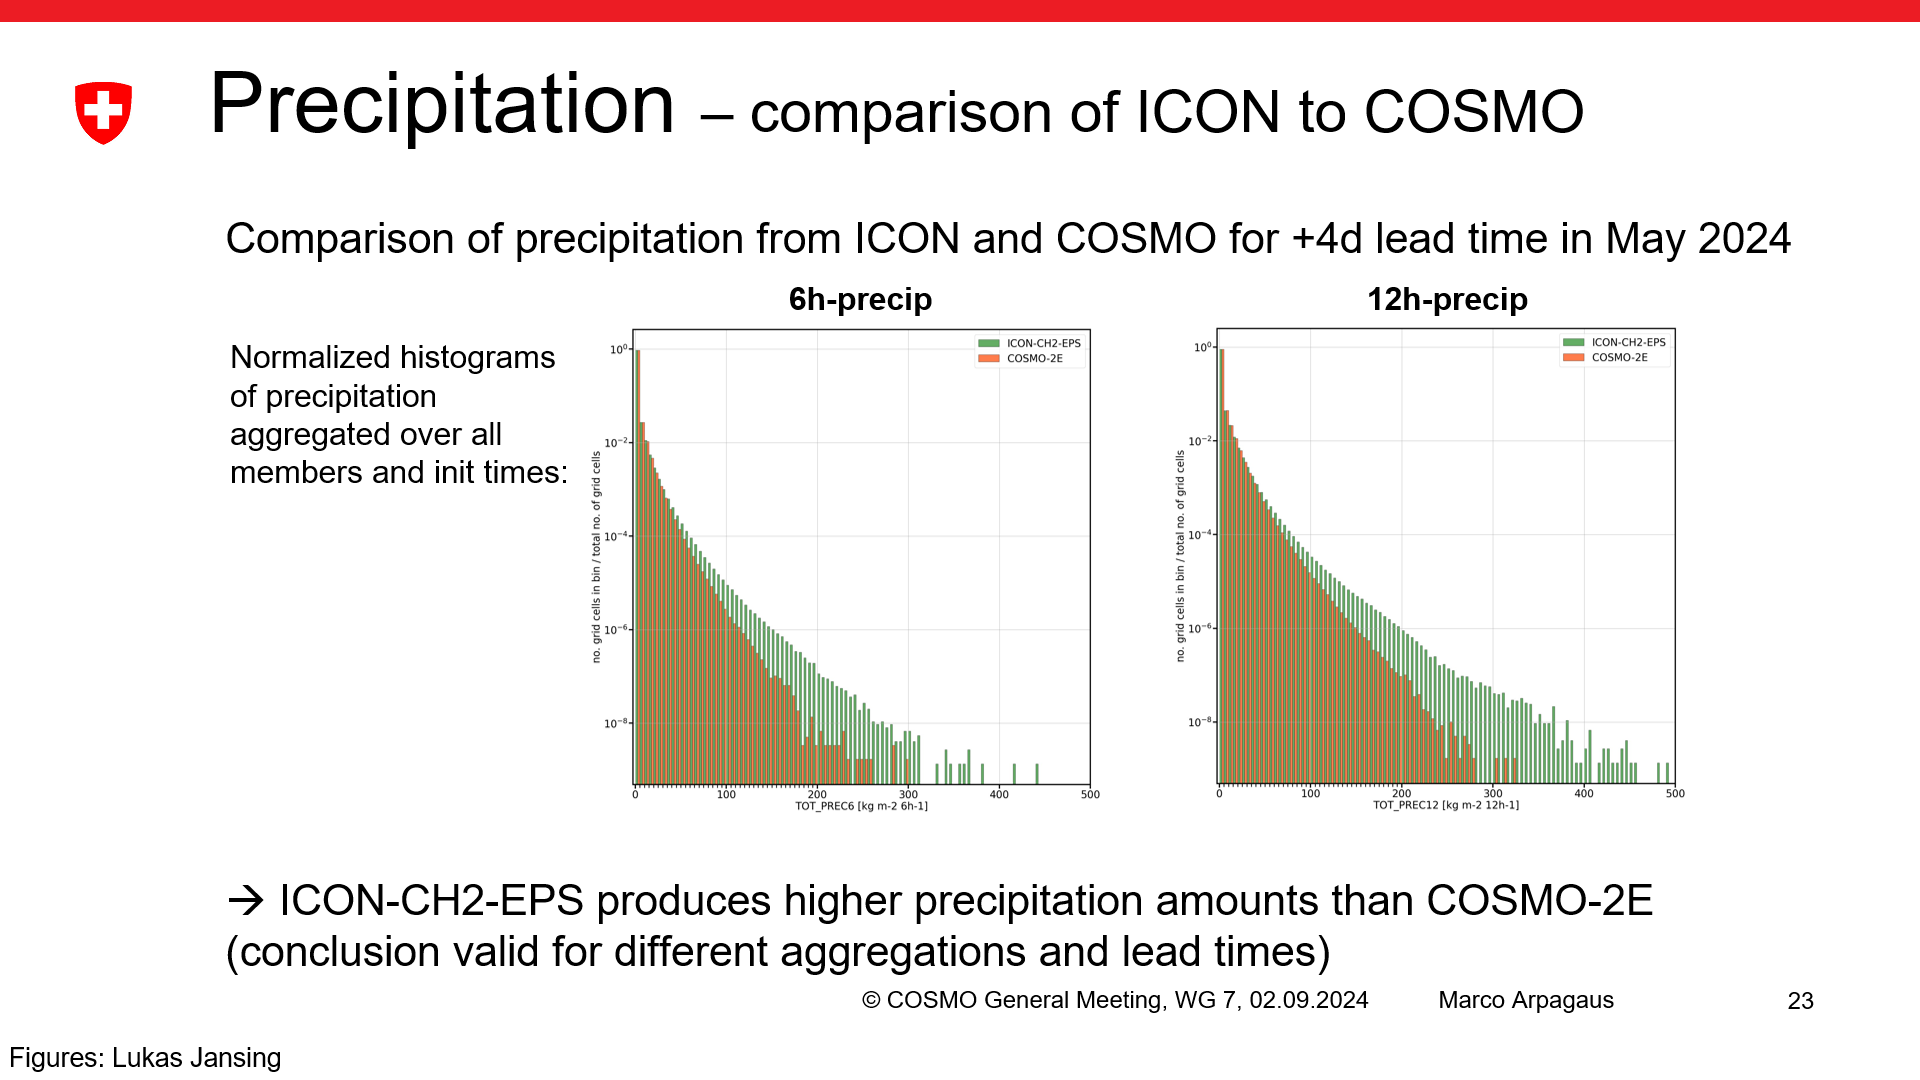 Precipitation – comparison of ICON to COSMO
Comparison of precipitation from ICON and COSMO for +4d lead time in May 2024
Normalized histograms
of precipitation
aggregated over all
members and init times:
6h-precip
ICON-CH2-EPS
COSMO-2E
no. grid cells in bin / total no. of grid cells
10⁰
10⁻²
10⁻⁴
10⁻⁶
10⁻⁸
0 100 200 300 400 500
TOT_PREC6 [kg m-2 6h-1]
12h-precip
ICON-CH2-EPS
COSMO-2E
no. grid cells in bin / total no. of grid cells
10⁰
10⁻²
10⁻⁴
10⁻⁶
10⁻⁸
0 100 200 300 400 500
TOT_PREC12 [kg m-2 12h-1]
→ ICON-CH2-EPS produces higher precipitation amounts than COSMO-2E
(conclusion valid for different aggregations and lead times)
© COSMO General Meeting, WG 7, 02.09.2024 Marco Arpagaus 23
Figures: Lukas Jansing